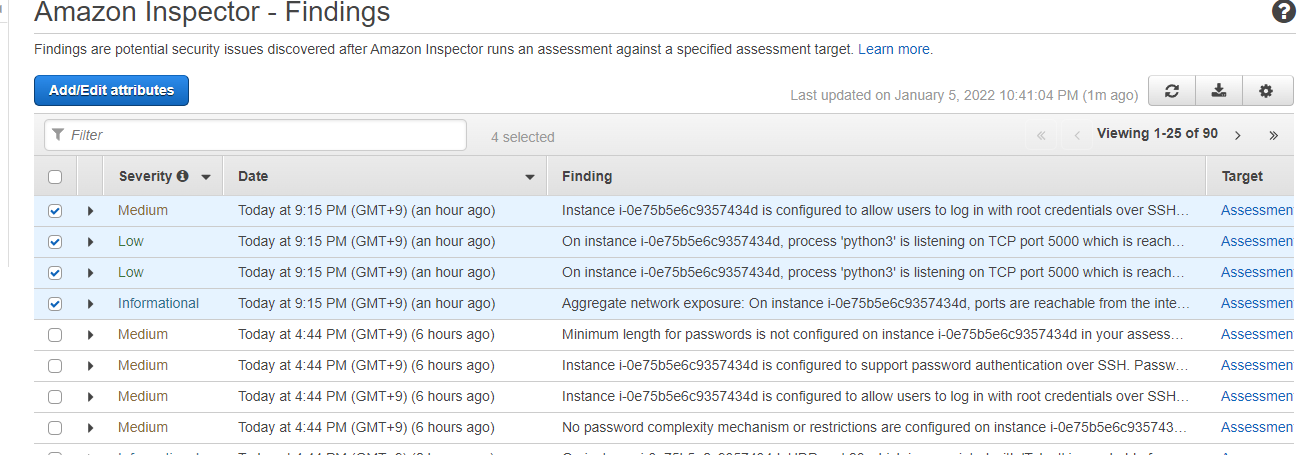 Amazon Inspector - Findings
Findings are potential security issues discovered after Amazon Inspector runs an assessment against a specified assessment target. Learn more.
Add/Edit attributes
Last updated on January 5, 2022 10:41:04 PM (1m ago)
Filter
4 selected
Viewing 1-25 of 90
Severity Date Finding Target
Medium Today at 9:15 PM (GMT+9) (an hour ago) Instance i-0e75b5e6c9357434d is configured to allow users to log in with root credentials over SSH... Assessmen
Low Today at 9:15 PM (GMT+9) (an hour ago) On instance i-0e75b5e6c9357434d, process 'python3' is listening on TCP port 5000 which is reach... Assessmen
Low Today at 9:15 PM (GMT+9) (an hour ago) On instance i-0e75b5e6c9357434d, process 'python3' is listening on TCP port 5000 which is reach... Assessmen
Informational Today at 9:15 PM (GMT+9) (an hour ago) Aggregate network exposure: On instance i-0e75b5e6c9357434d, ports are reachable from the inte... Assessmen
Medium Today at 4:44 PM (GMT+9) (6 hours ago) Minimum length for passwords is not configured on instance i-0e75b5e6c9357434d in your assess... Assessmen
Medium Today at 4:44 PM (GMT+9) (6 hours ago) Instance i-0e75b5e6c9357434d is configured to support password authentication over SSH. Passw... Assessmen
Medium Today at 4:44 PM (GMT+9) (6 hours ago) Instance i-0e75b5e6c9357434d is configured to allow users to log in with root credentials over SSH... Assessmen
Medium Today at 4:44 PM (GMT+9) (6 hours ago) No password complexity mechanism or restrictions are configured on instance i-0e75b5e6c935743... Assessmen